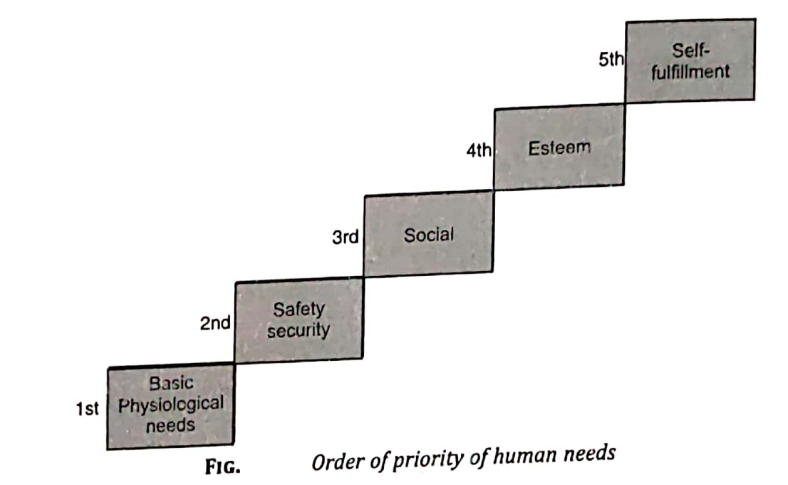 5th
Self-
fulfillment
4th
Esteem
3rd
Social
2nd
Safety
security
1st
Basic
Physiological
needs
FIG. Order of priority of human needs